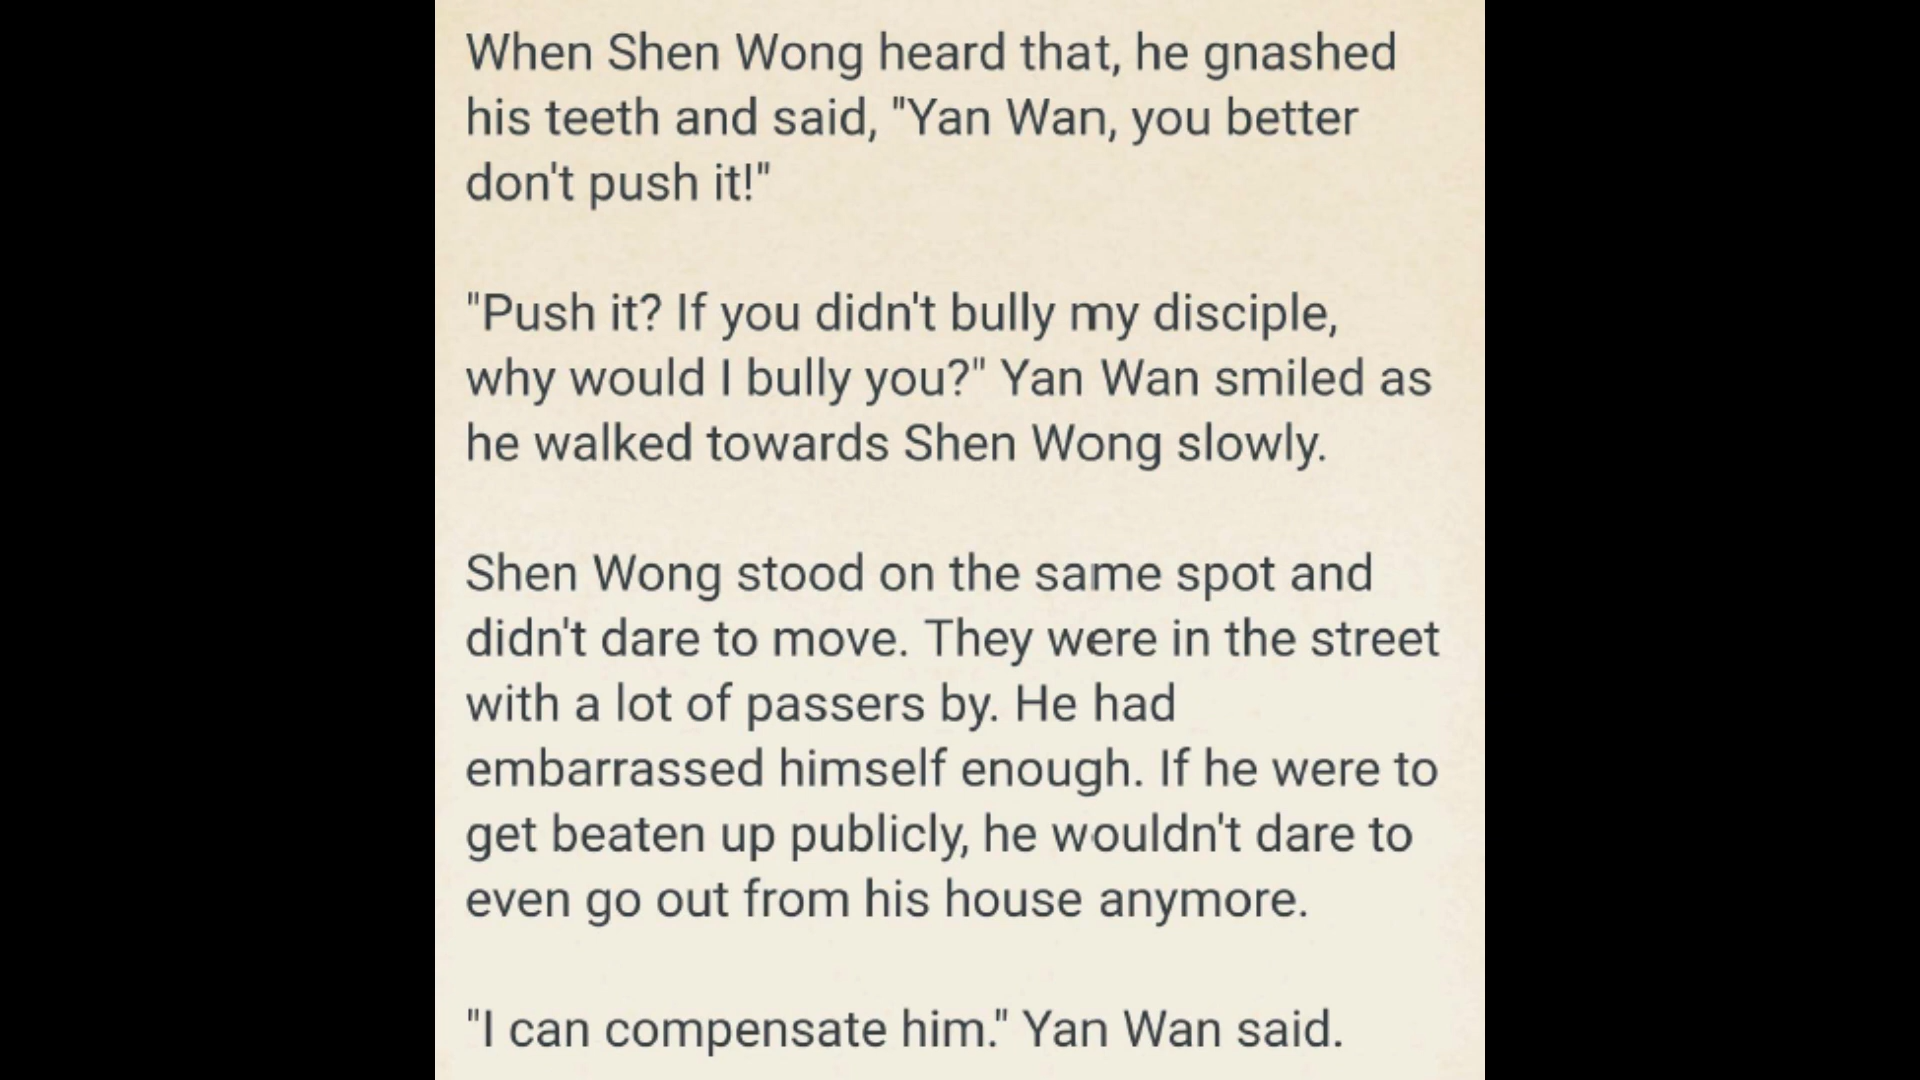 When Shen Wong heard that, he gnashed
his teeth and said, "Yan Wan, you better
don't push it!"
"Push it? If you didn't bully my disciple,
why would I bully you?" Yan Wan smiled as
he walked towards Shen Wong slowly.
Shen Wong stood on the same spot and
didn't dare to move. They were in the street
with a lot of passers by. He had
embarrassed himself enough. If he were to
get beaten up publicly, he wouldn't dare to
even go out from his house anymore.
"I can compensate him." Yan Wan said.